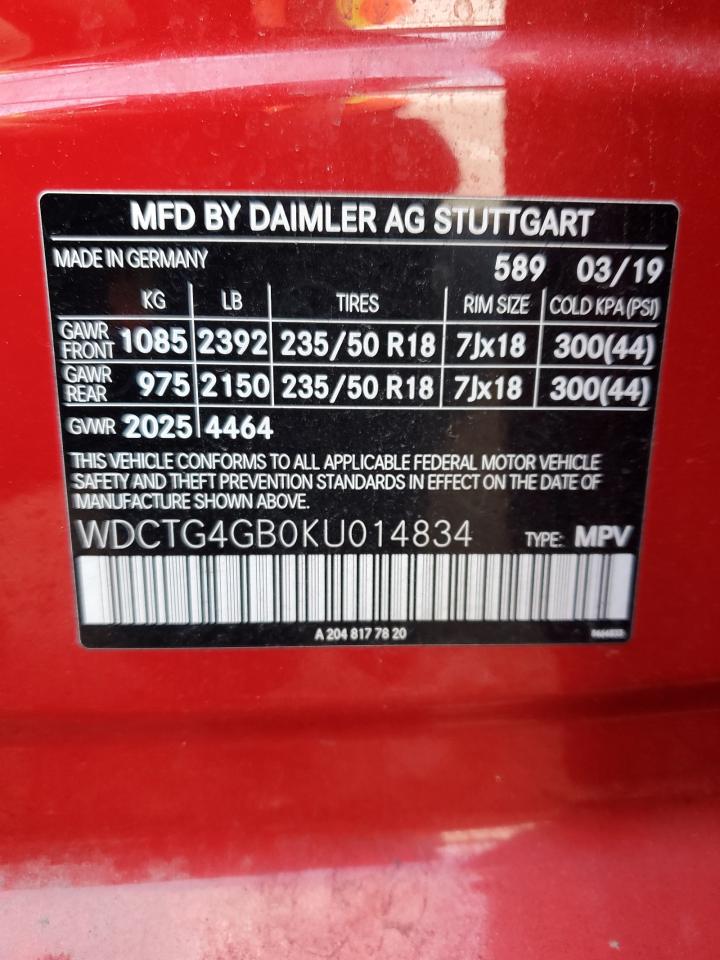 MFD BY DAIMLER AG STUTTGART
MADE IN GERMANY 589 03/19
KG LB TIRES RIM SIZE COLD KPA (PSI)
GAWR FRONT 1085 2392 235/50 R18 7Jx18 300(44)
GAWR REAR 975 2150 235/50 R18 7Jx18 300(44)
GVWR 2025 4464
THIS VEHICLE CONFORMS TO ALL APPLICABLE FEDERAL MOTOR VEHICLE
SAFETY AND THEFT PREVENTION STANDARDS IN EFFECT ON THE DATE OF
MANUFACTURE SHOWN ABOVE.
WDCTG4GB0KU014834 TYPE: MPV
A 204 817 78 20